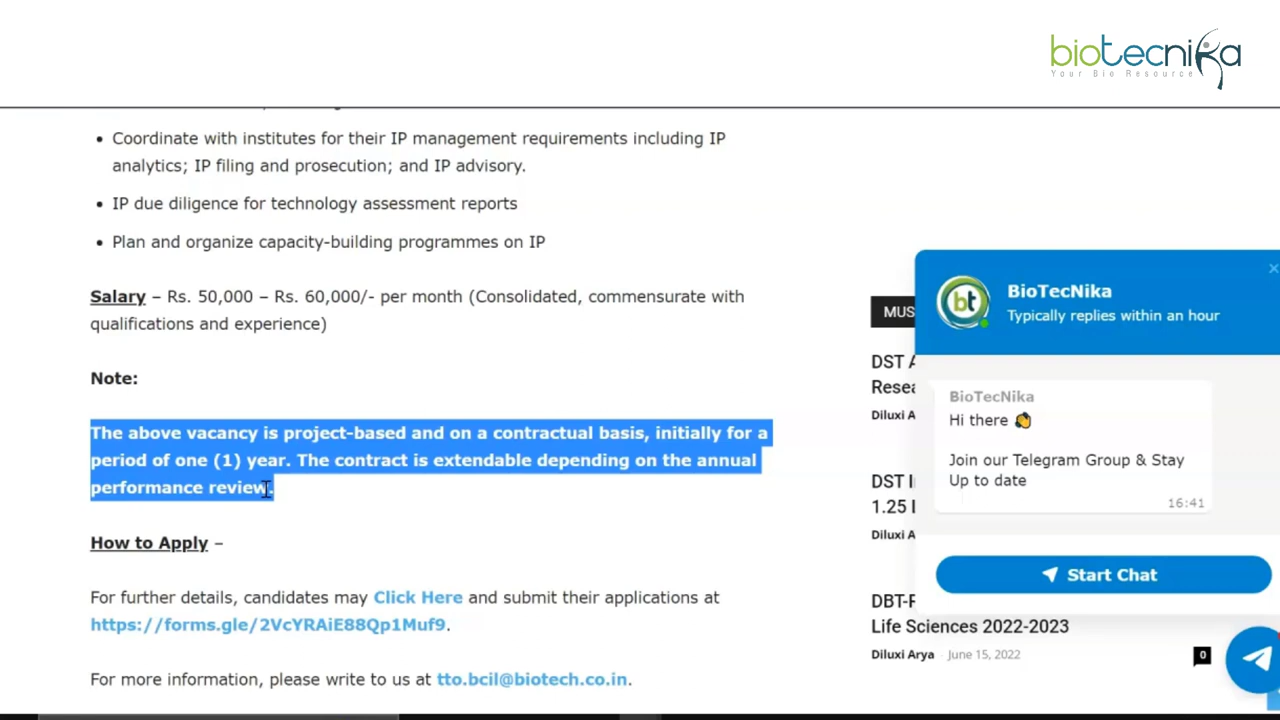 biotecnika
Your Bio Resource
• Coordinate with institutes for their IP management requirements including IP
analytics; IP filing and prosecution; and IP advisory.
• IP due diligence for technology assessment reports
• Plan and organize capacity-building programmes on IP
Salary – Rs. 50,000 – Rs. 60,000/- per month (Consolidated, commensurate with
qualifications and experience)
Note:
The above vacancy is project-based and on a contractual basis, initially for a
period of one (1) year. The contract is extendable depending on the annual
performance review.
How to Apply –
For further details, candidates may Click Here and submit their applications at
https://forms.gle/2VcYRAiE88Qp1Muf9.
For more information, please write to us at tto.bcil@biotech.co.in.
MUS
DST A
Resea
Diluxi A
DST I
1.25 L
Diluxi A
DBT-
Life Sciences 2022-2023
Diluxi Arya - June 15, 2022
0
bt
BioTecNika
Typically replies within an hour
BioTecNika
Hi there 👋
Join our Telegram Group & Stay
Up to date
16:41
Start Chat